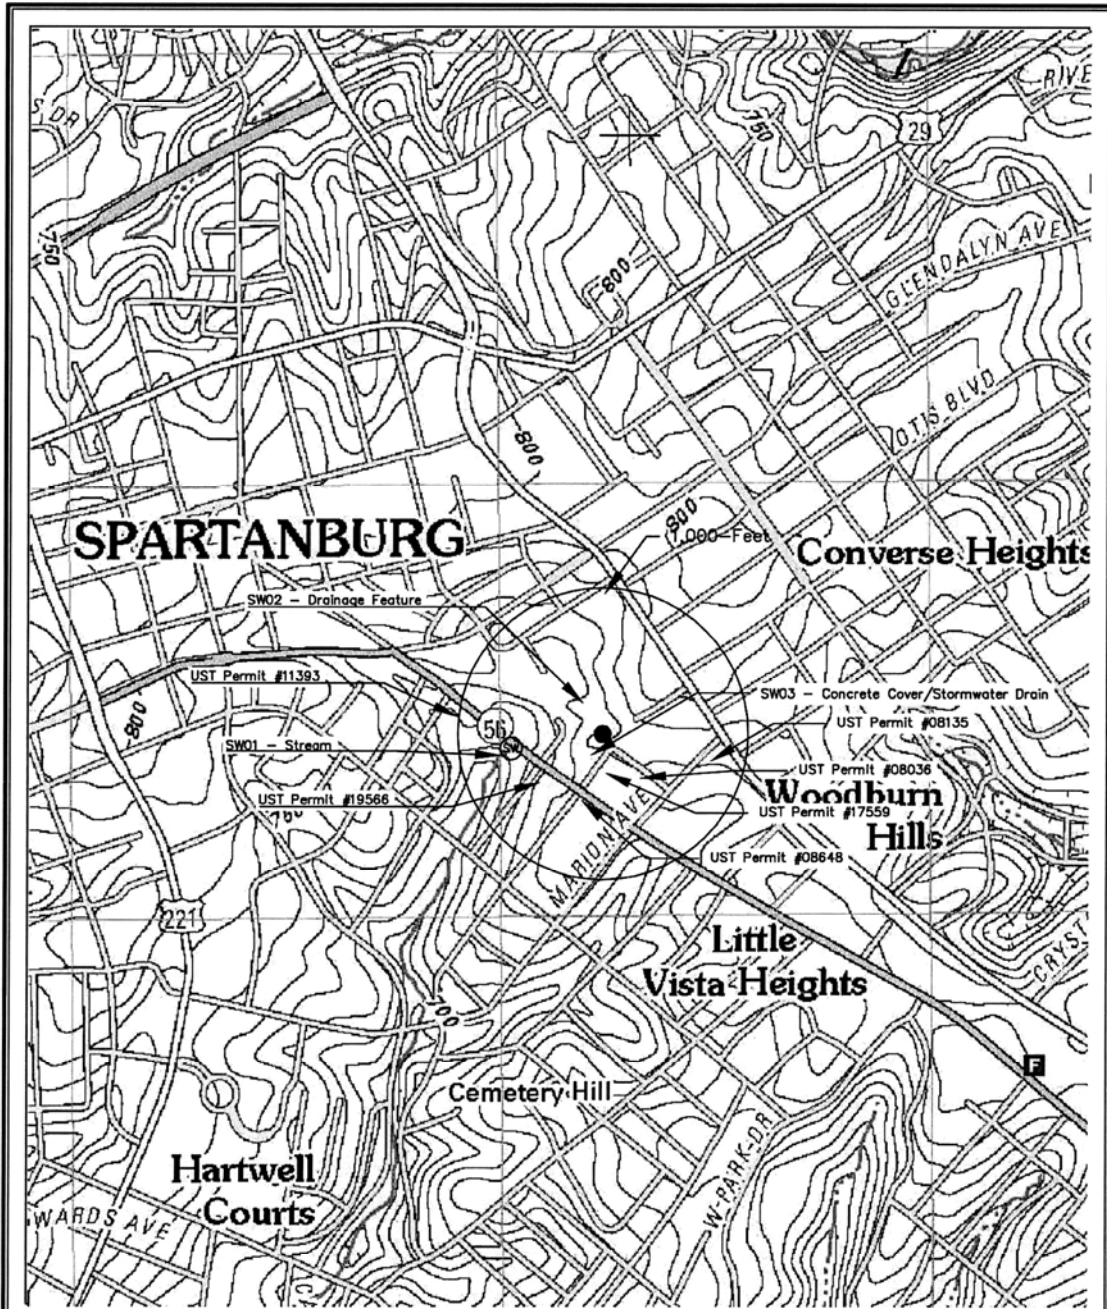 RIVE
29
S. DR
750
750
GLENDALYN AVE
800
OTIS BLVD
800
800
1,000-Feet
SPARTANBURG
Converse Heights
SW02 - Drainage Feature
UST Permit #11393
SW03 - Concrete Cover/Stormwater Drain
800
56
UST Permit #08135
SW01 - Stream
SW
UST Permit #08036
UST Permit #19566
Woodburn
Hills
UST Permit #17559
MARION AVE
UST Permit #08648
221
Little
Vista Heights
CRYST
700
F
Cemetery Hill
Hartwell
Courts
W-PARK-DR
WARDS AVE